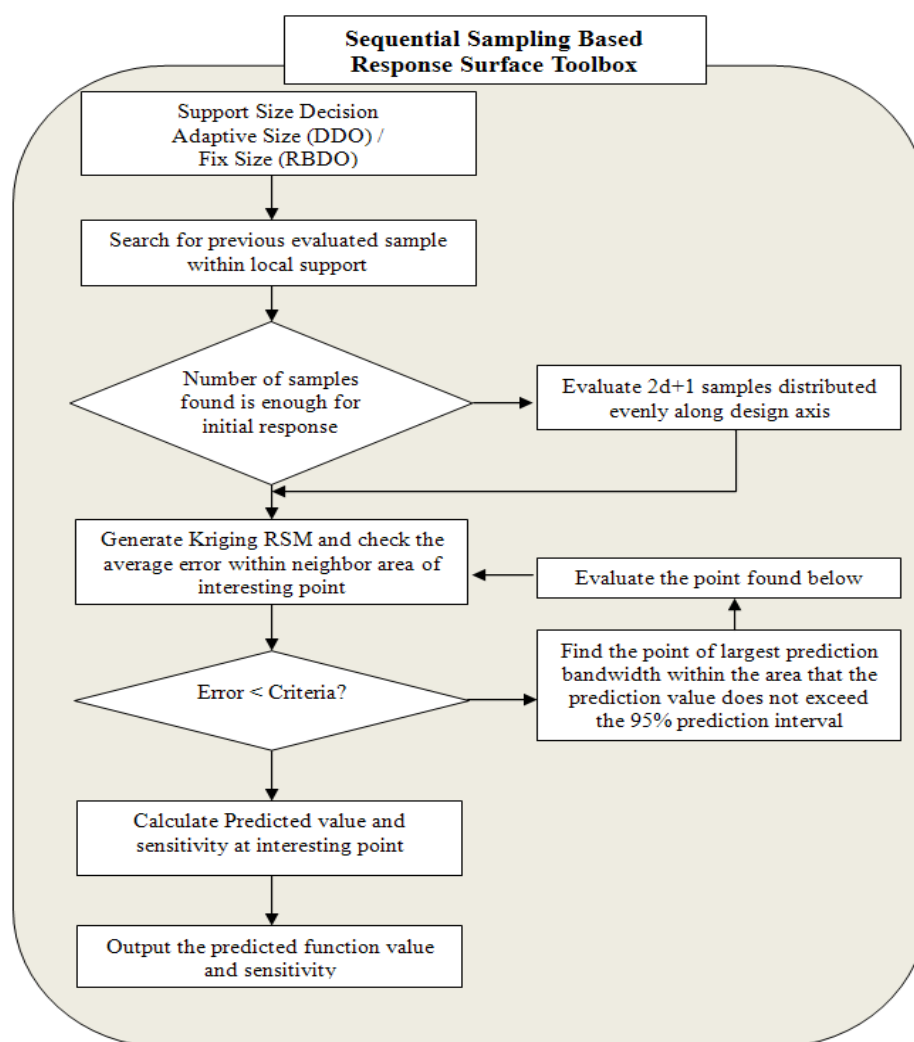 Sequential Sampling Based
Response Surface Toolbox
Support Size Decision
Adaptive Size (DDO) /
Fix Size (RBDO)
Search for previous evaluated sample
within local support
Number of samples
found is enough for
initial response
Evaluate 2d+1 samples distributed
evenly along design axis
Generate Kriging RSM and check the
average error within neighbor area of
interesting point
Evaluate the point found below
Error < Criteria?
Find the point of largest prediction
bandwidth within the area that the
prediction value does not exceed
the 95% prediction interval
Calculate Predicted value and
sensitivity at interesting point
Output the predicted function value
and sensitivity